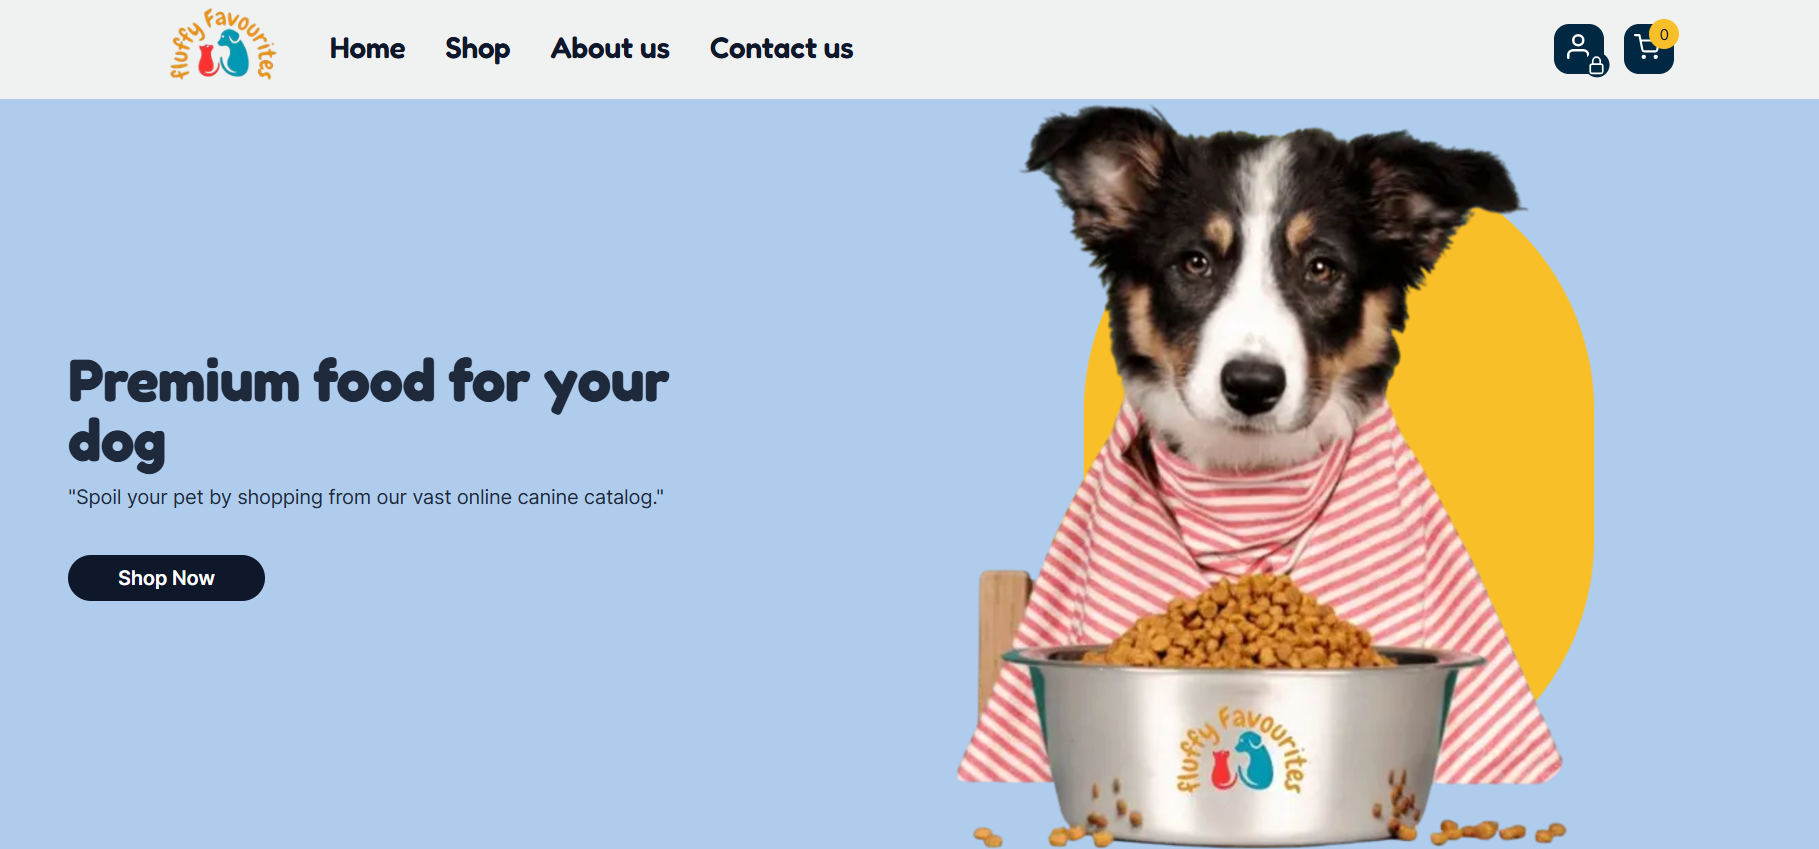 fluffy Favourites
Home
Shop
About us
Contact us
0
Premium food for your
dog
"Spoil your pet by shopping from our vast online canine catalog."
Shop Now
fluffy Favourites